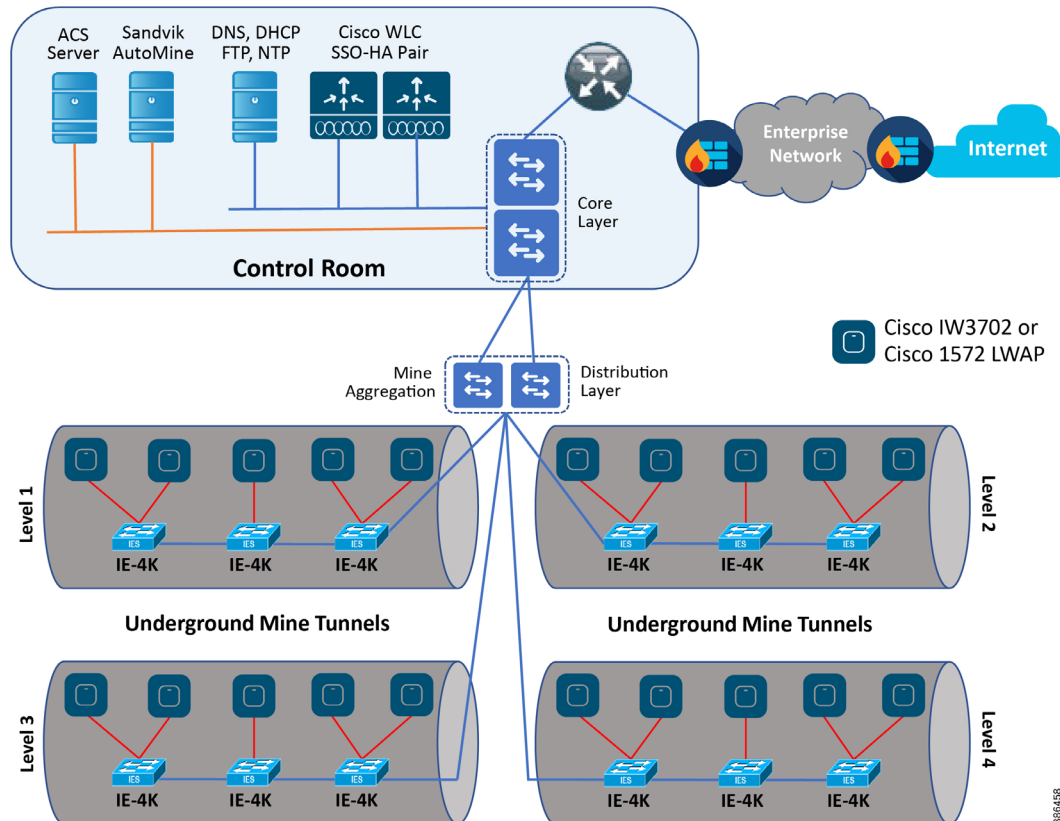 ACS
Server
Sandvik
AutoMine
DNS, DHCP
FTP, NTP
Cisco WLC
SSO-HA Pair
Enterprise
Network
Internet
Core
Layer
Control Room
Cisco IW3702 or
Cisco 1572 LWAP
Mine
Aggregation
Distribution
Layer
Level 1
IES
IES
IES
IE-4K
IE-4K
IE-4K
Level 2
IES
IES
IES
IE-4K
IE-4K
IE-4K
Underground Mine Tunnels
Underground Mine Tunnels
Level 3
IES
IES
IES
IE-4K
IE-4K
IE-4K
Level 4
IES
IES
IES
IE-4K
IE-4K
IE-4K
386458